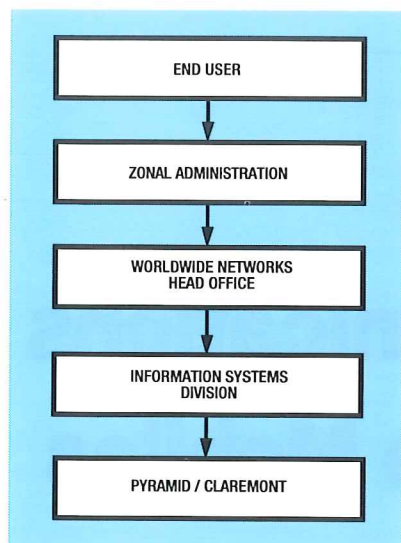 END USER
ZONAL ADMINISTRATION
WORLDWIDE NETWORKS
HEAD OFFICE
INFORMATION SYSTEMS
DIVISION
PYRAMID / CLAREMONT